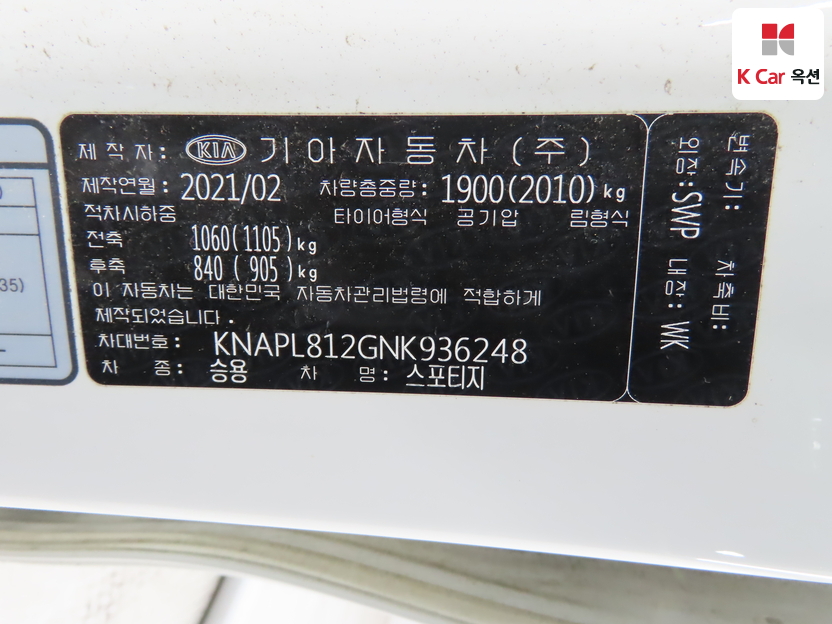 K Car 옥션
제작자: KIA 기아자동차(주)
제작연월: 2021/02 차량총중량: 1900(2010)kg
적차시하중 타이어형식 공기압 림형식
전축 1060(1105)kg
후축 840 ( 905)kg
이 자동차는 대한민국 자동차관리법령에 적합하게
제작되었습니다.
차대번호: KNAPL812GNK936248
차 종: 승용 차 명: 스포티지
변속기: 차축비:
외장:SWP 내장:WK
35)